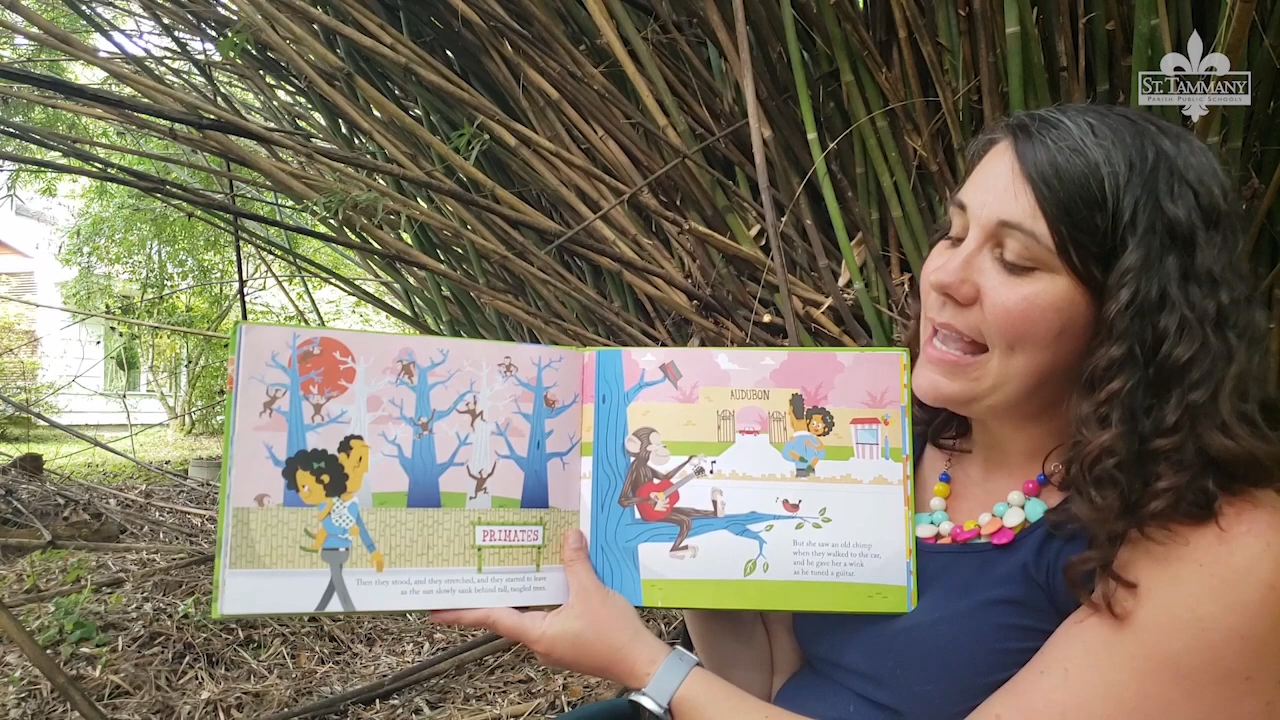 ST. TAMMANY
PARISH PUBLIC SCHOOLS
AUDUBON
PRIMATES
Then they stood, and they stretched, and they started to leave
as the sun slowly sank behind tall, tangled trees.
But she saw an old chimp
when they walked to the car,
and he gave her a wink
as he tuned a guitar.